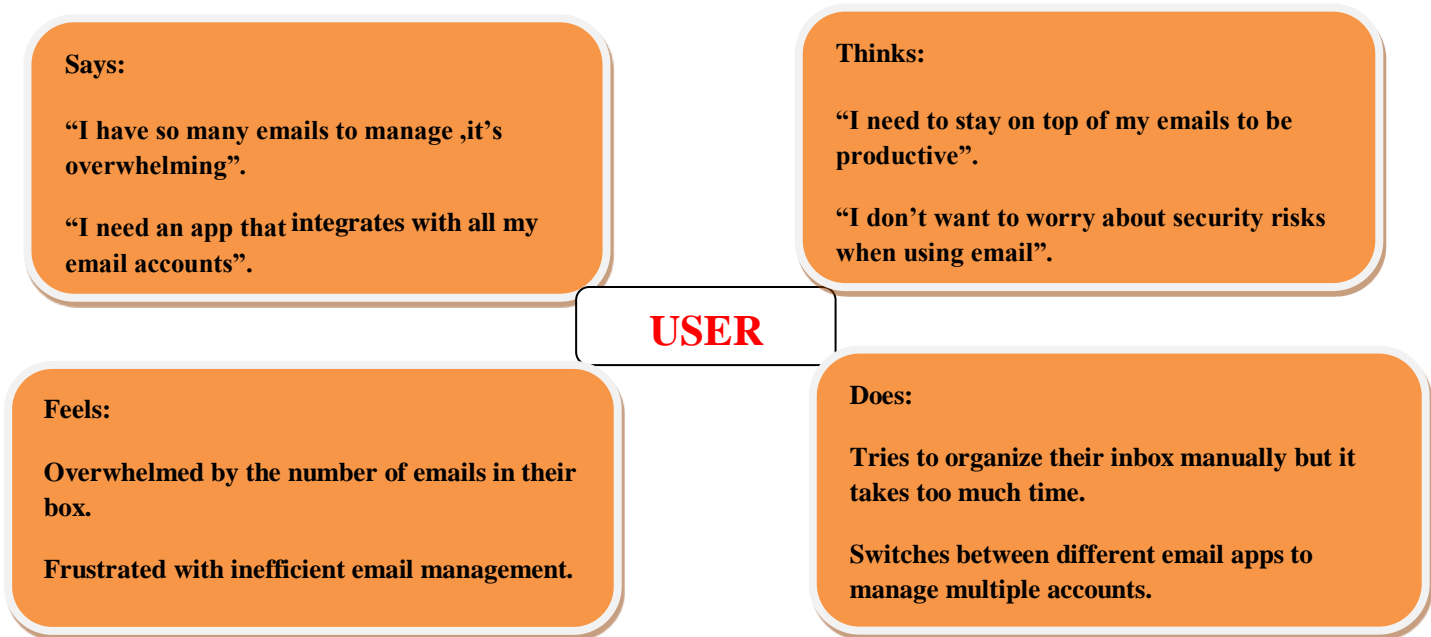 Says:
“I have so many emails to manage ,it’s
overwhelming”.
“I need an app that integrates with all my
email accounts”.
Thinks:
“I need to stay on top of my emails to be
productive”.
“I don’t want to worry about security risks
when using email”.
USER
Feels:
Overwhelmed by the number of emails in their
box.
Frustrated with inefficient email management.
Does:
Tries to organize their inbox manually but it
takes too much time.
Switches between different email apps to
manage multiple accounts.